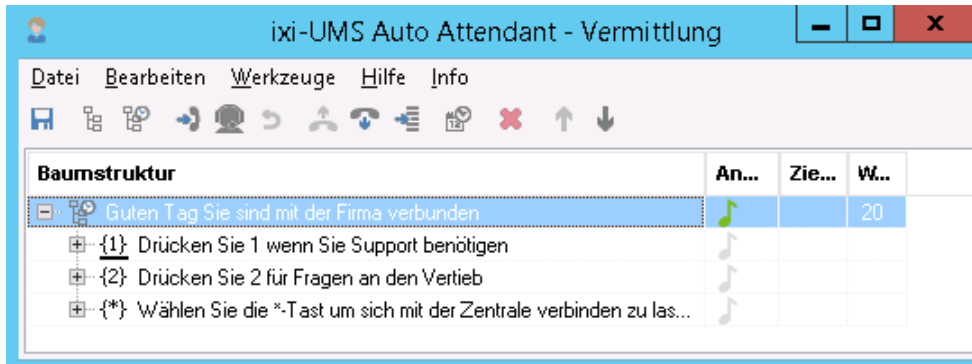 ixi-UMS Auto Attendant - Vermittlung
Datei Bearbeiten Werkzeuge Hilfe Info
Baumstruktur An... Zie... W...
Guten Tag Sie sind mit der Firma verbunden 20
{1} Drücken Sie 1 wenn Sie Support benötigen
{2} Drücken Sie 2 für Fragen an den Vertieb
{*} Wählen Sie die *-Tast um sich mit der Zentrale verbinden zu las...